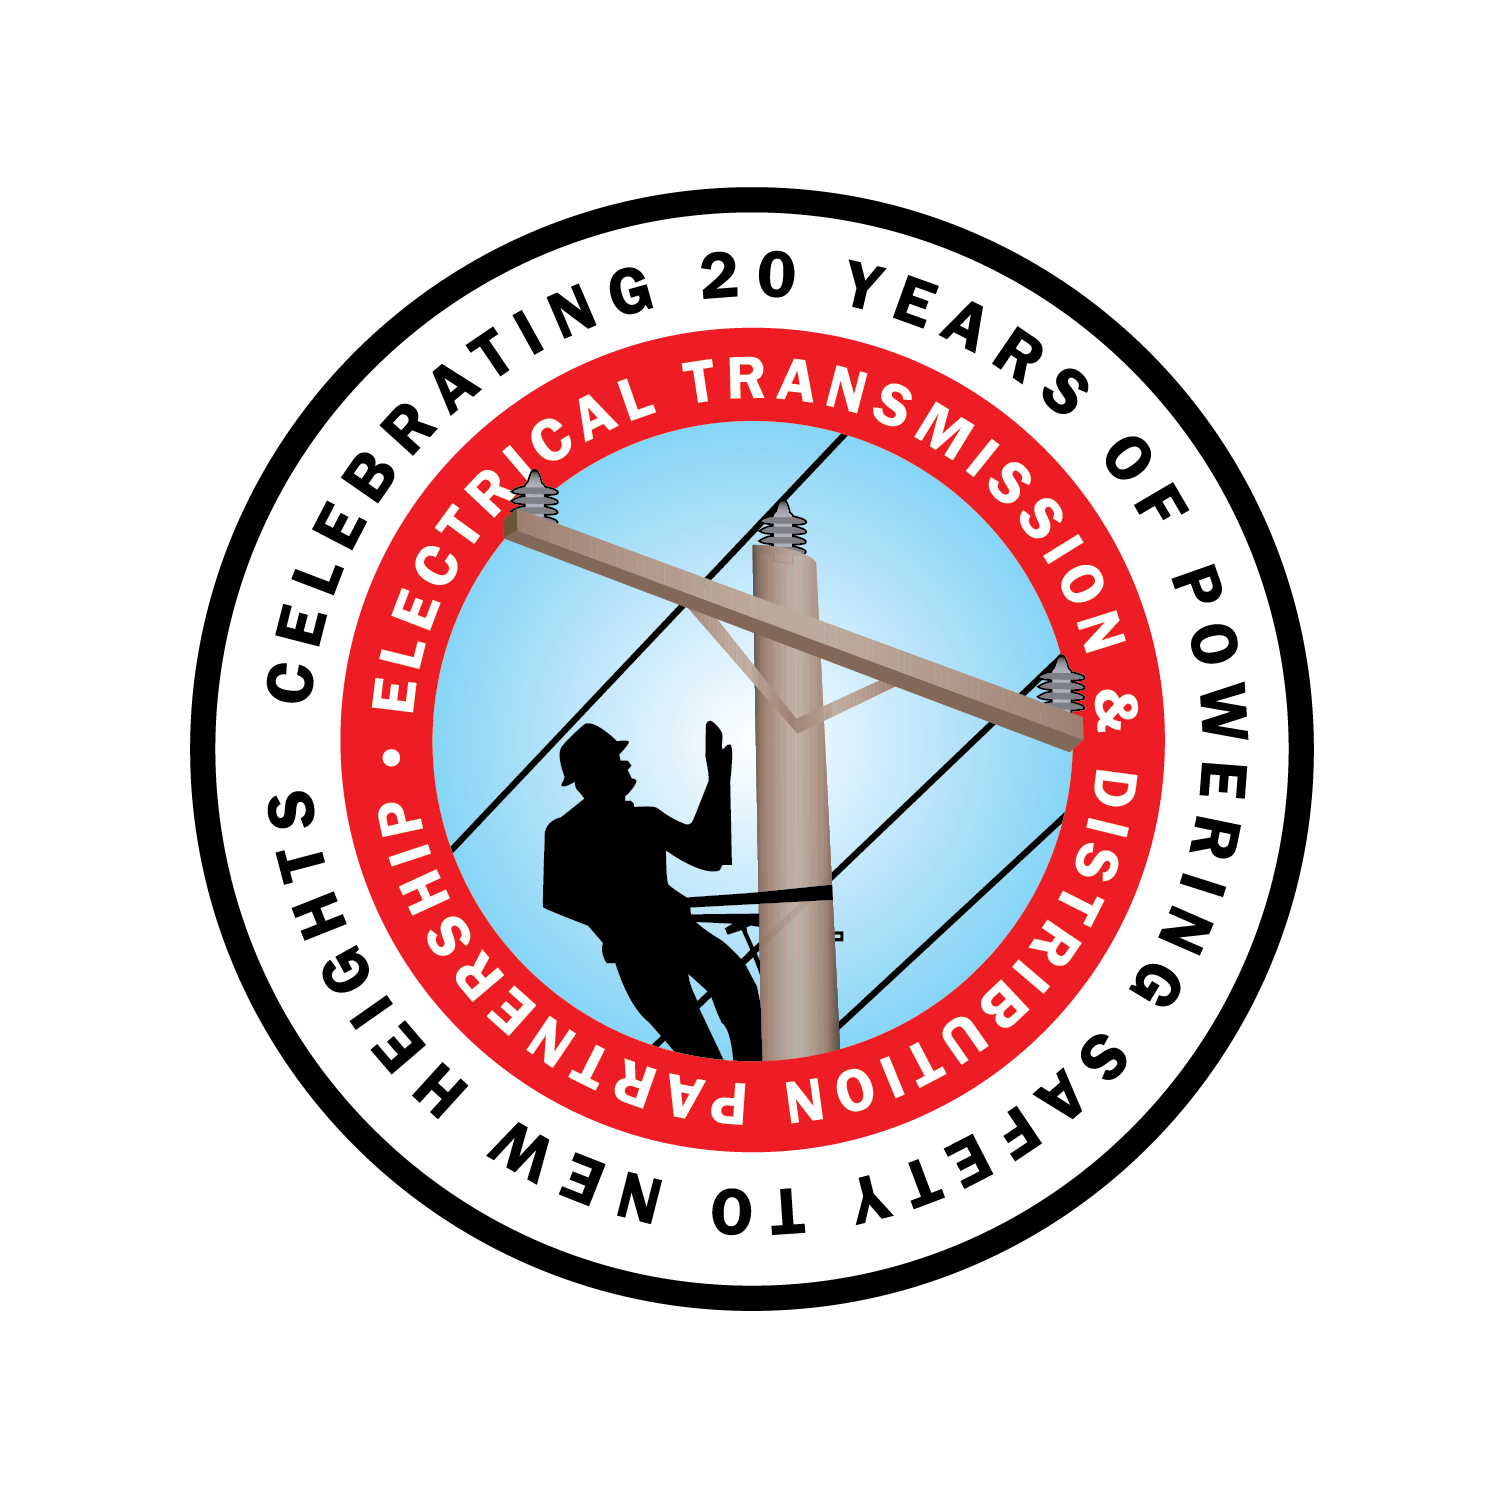 CELEBRATING 20 YEARS OF POWERING SAFETY TO NEW HEIGHTS
• ELECTRICAL TRANSMISSION & DISTRIBUTION PARTNERSHIP